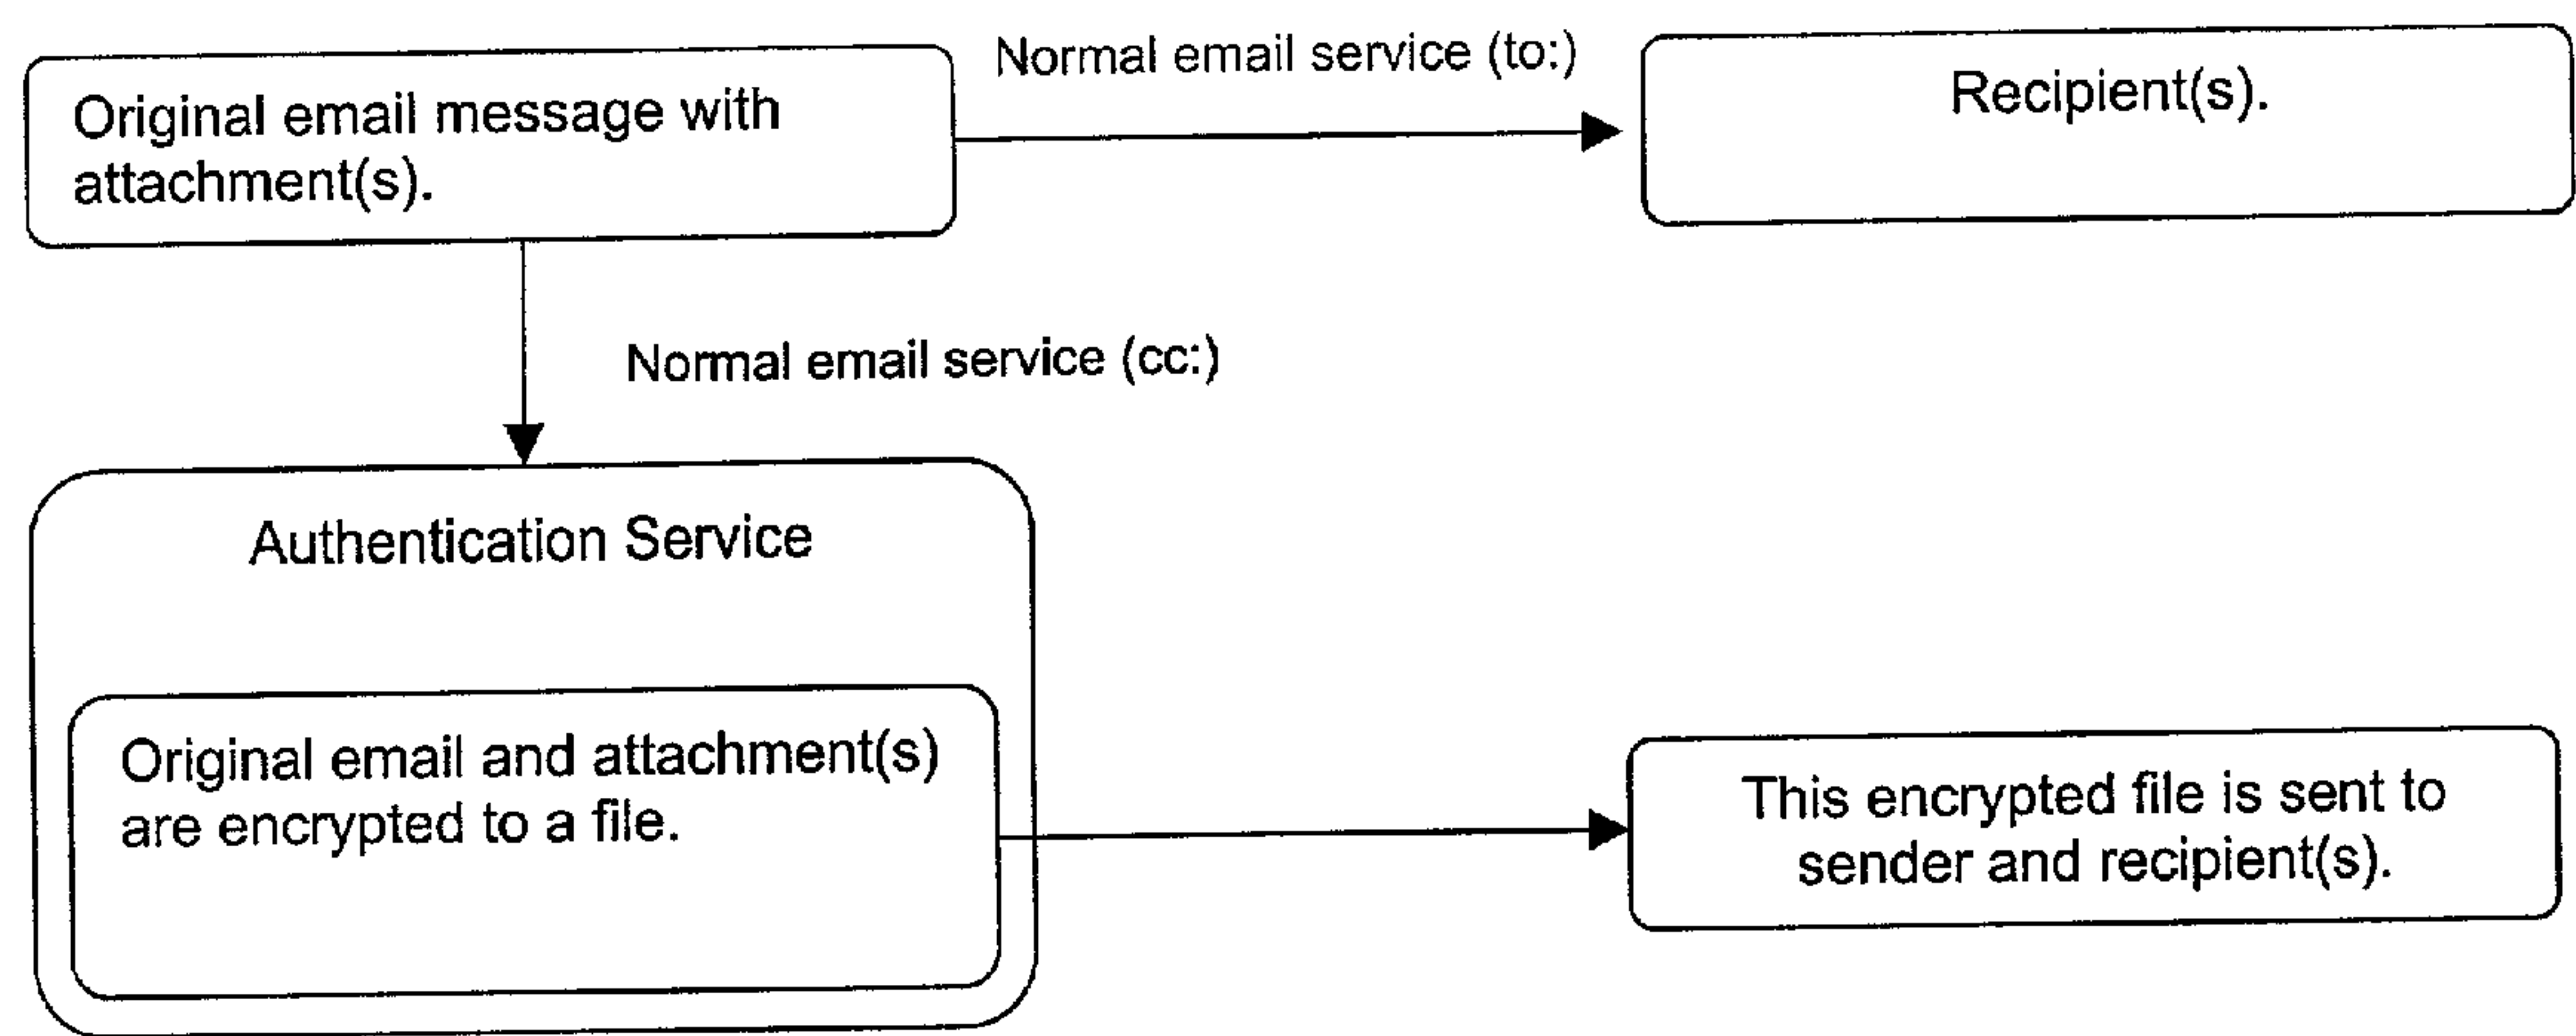 Normal email service (to:)
Original email message with
attachment(s).
Recipient(s).
Normal email service (cc:)
Authentication Service
Original email and attachment(s)
are encrypted to a file.
This encrypted file is sent to
sender and recipient(s).